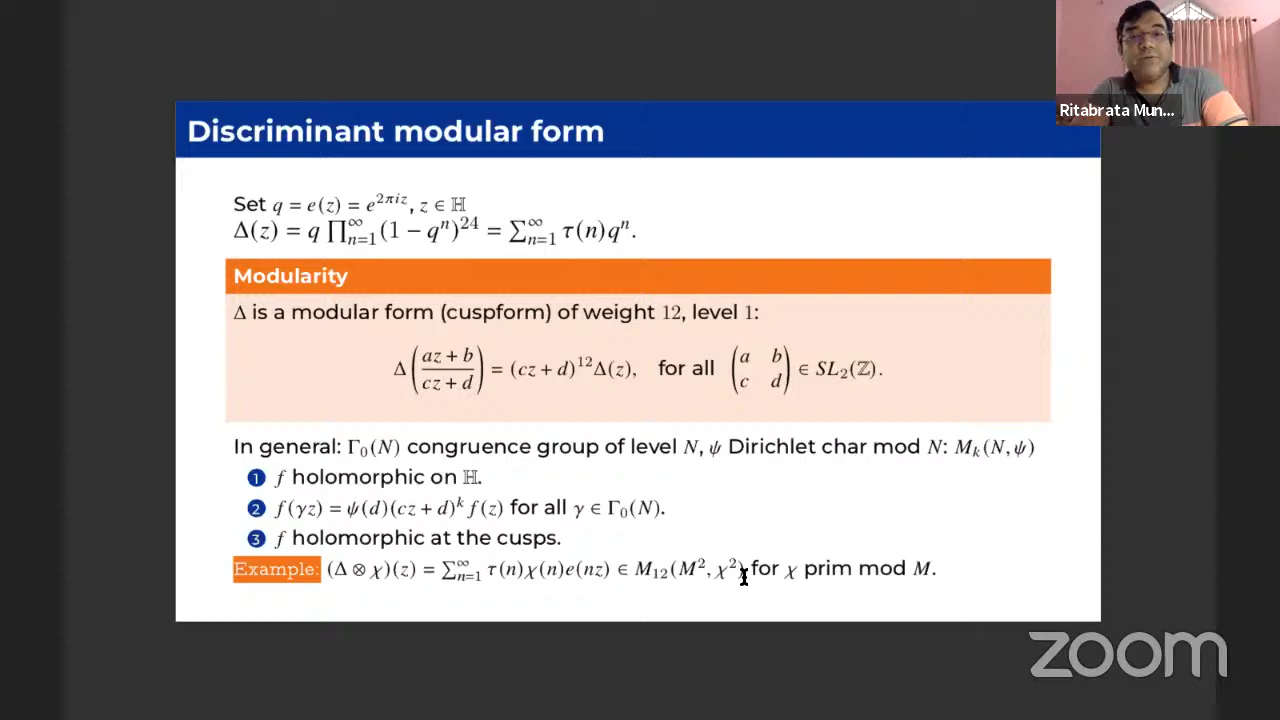 Ritabrata Mun...
Discriminant modular form
Set q = e(z) = e^{2πiz}, z ∈ ℍ
Δ(z) = q ∏_{n=1}^{∞} (1 − q^n)^{24} = ∑_{n=1}^{∞} τ(n)q^n.
Modularity
Δ is a modular form (cuspform) of weight 12, level 1:
Δ((az + b)/(cz + d)) = (cz + d)^{12}Δ(z), for all (a b; c d) ∈ SL_2(ℤ).
In general: Γ_0(N) congruence group of level N, ψ Dirichlet char mod N: M_k(N, ψ)
1 f holomorphic on ℍ.
2 f(γz) = ψ(d)(cz + d)^k f(z) for all γ ∈ Γ_0(N).
3 f holomorphic at the cusps.
Example: (Δ ⊗ χ)(z) = ∑_{n=1}^{∞} τ(n)χ(n)e(nz) ∈ M_{12}(M^2, χ^2) for χ prim mod M.
zoom